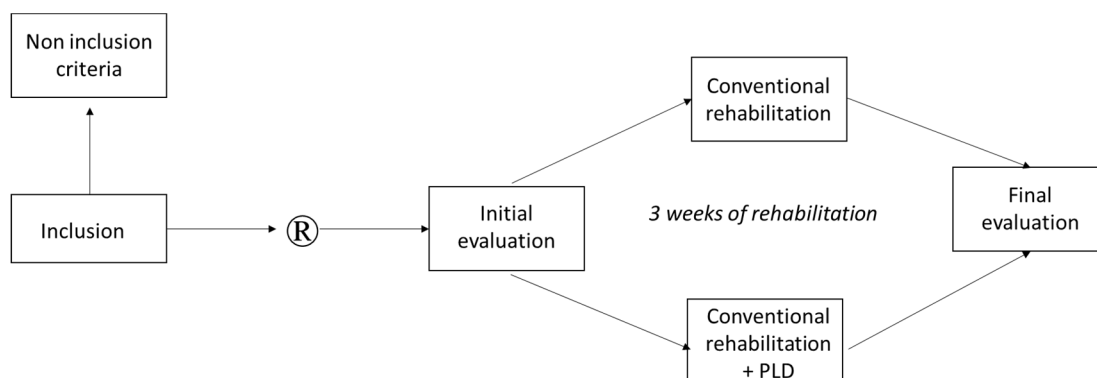 Non inclusion
criteria
Conventional
rehabilitation
Inclusion
Ⓡ
Initial
evaluation
3 weeks of rehabilitation
Final
evaluation
Conventional
rehabilitation
+ PLD